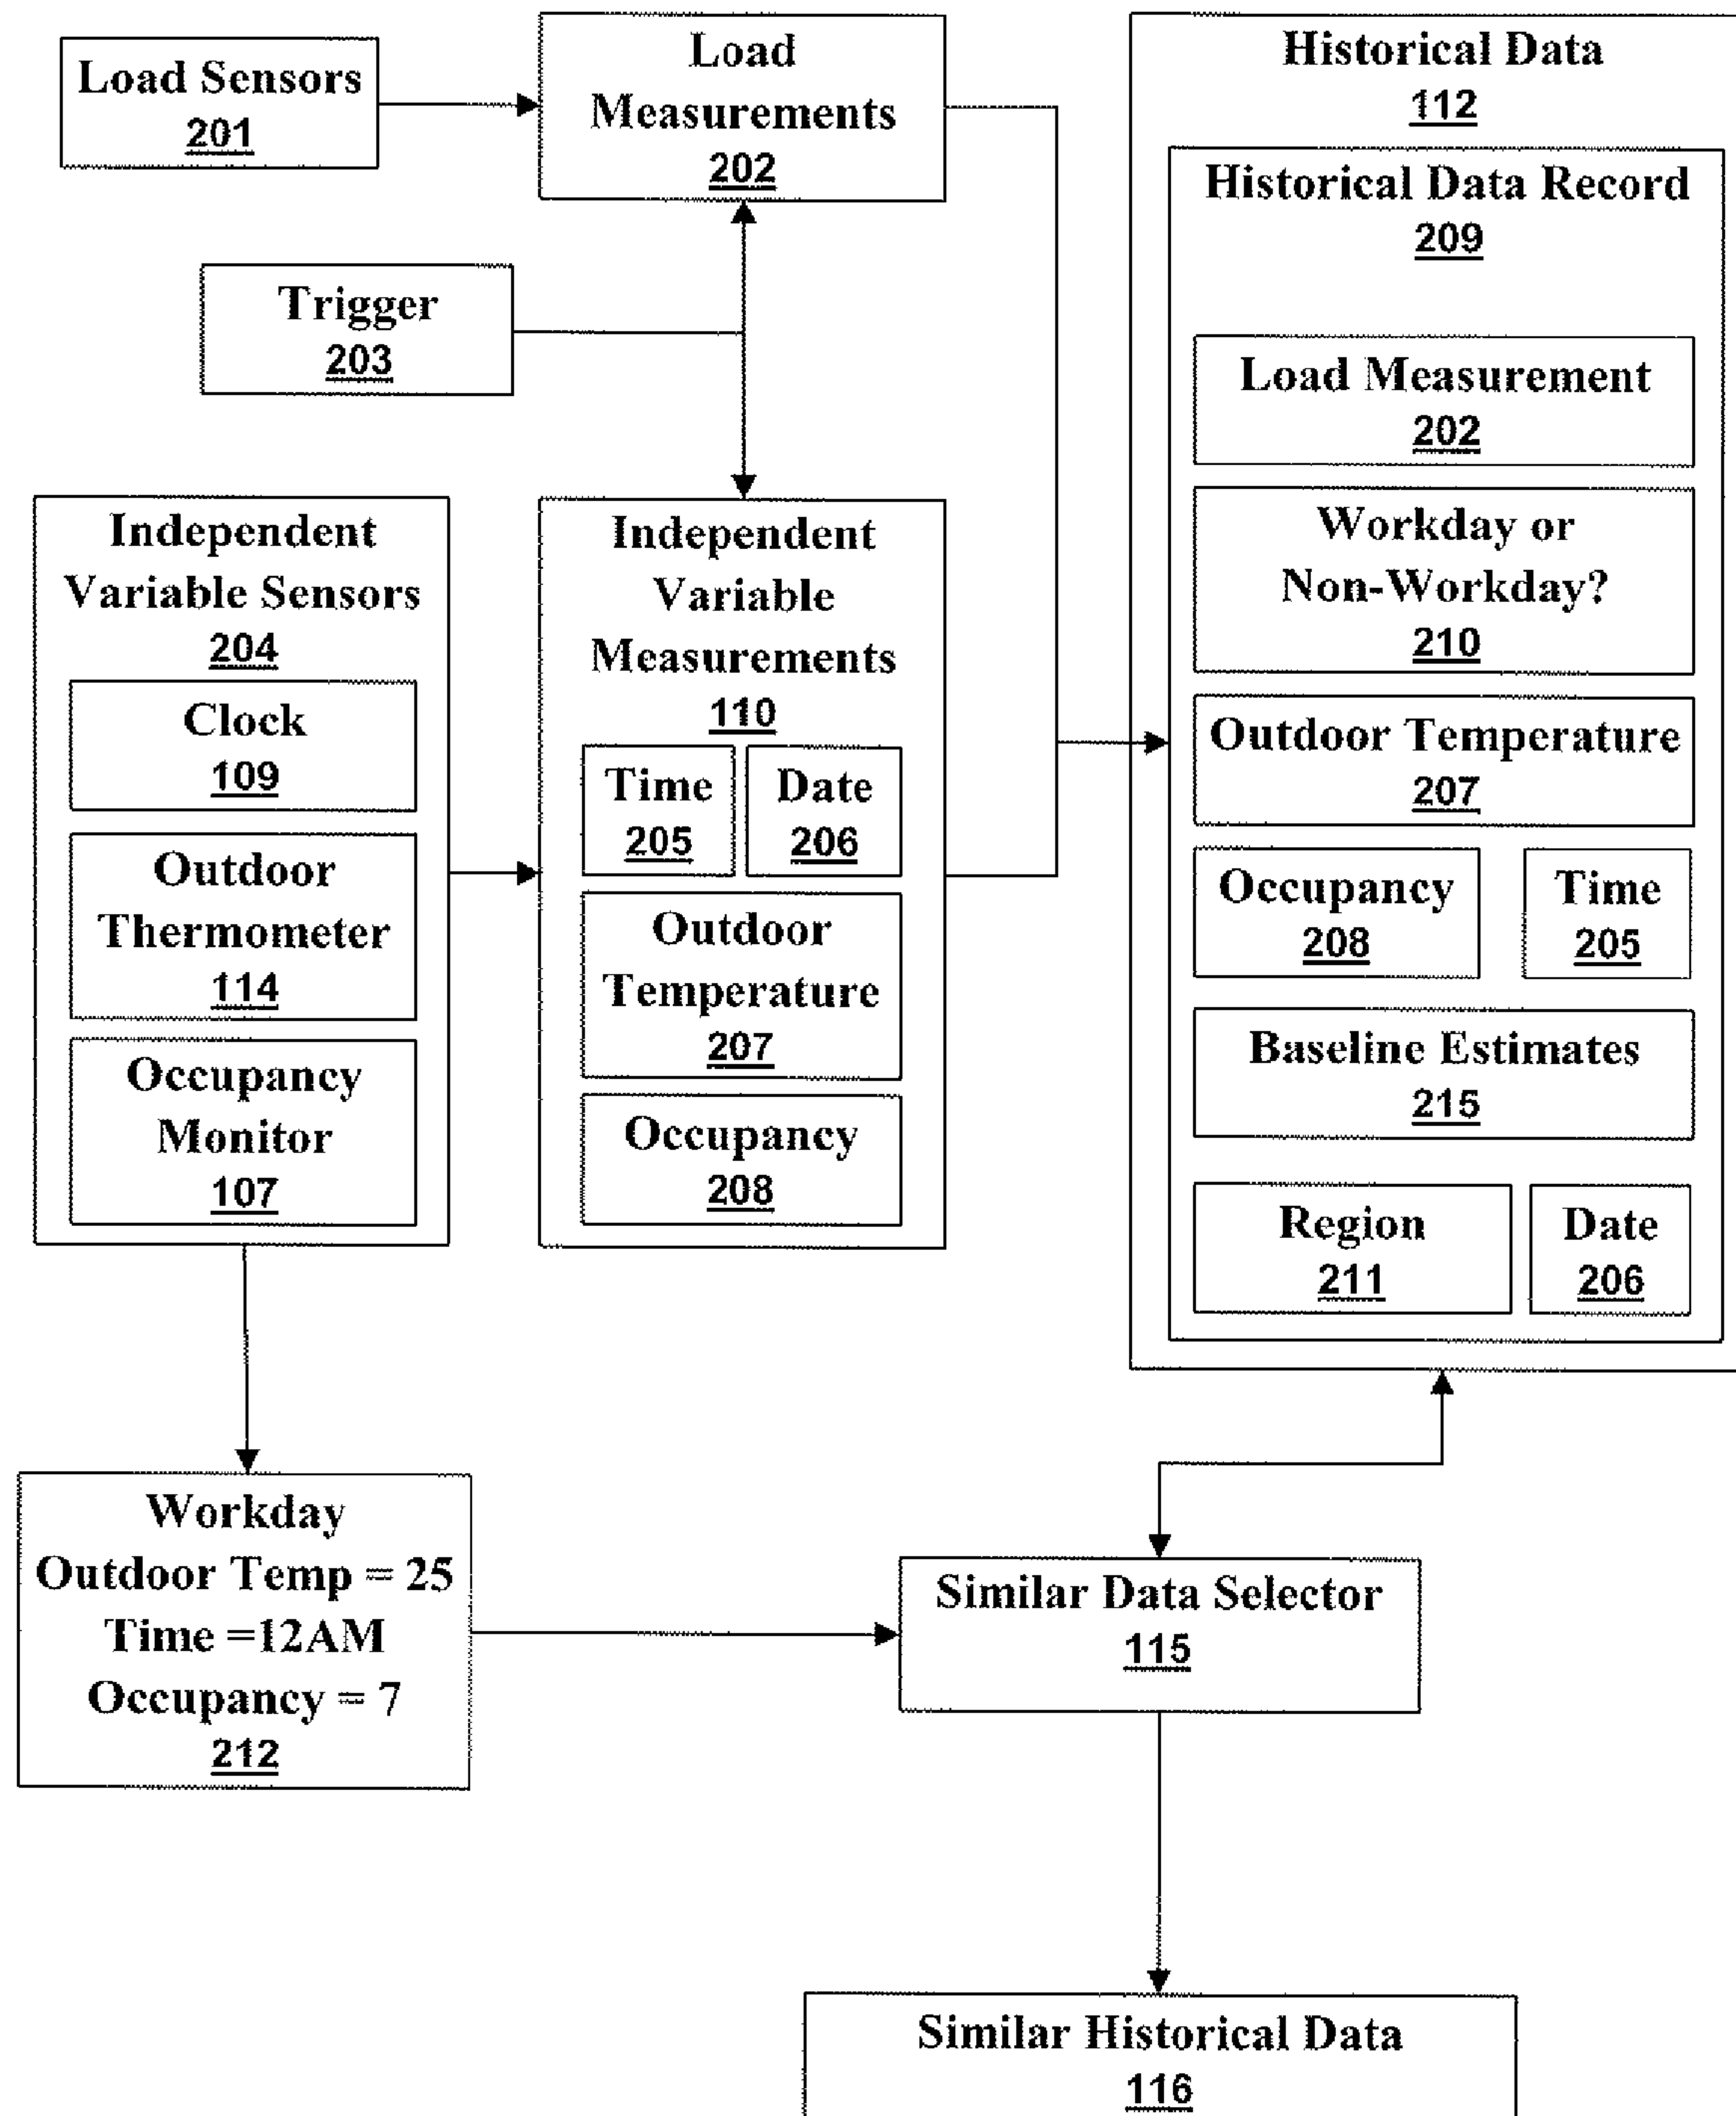 Load Sensors
201
Load
Measurements
202
Trigger
203
Independent
Variable Sensors
204
Clock
109
Outdoor
Thermometer
114
Occupancy
Monitor
107
Independent
Variable
Measurements
110
Time
205
Date
206
Outdoor
Temperature
207
Occupancy
208
Historical Data
112
Historical Data Record
209
Load Measurement
202
Workday or
Non-Workday?
210
Outdoor Temperature
207
Occupancy
208
Time
205
Baseline Estimates
215
Region
211
Date
206
Workday
Outdoor Temp = 25
Time =12AM
Occupancy = 7
212
Similar Data Selector
115
Similar Historical Data
116